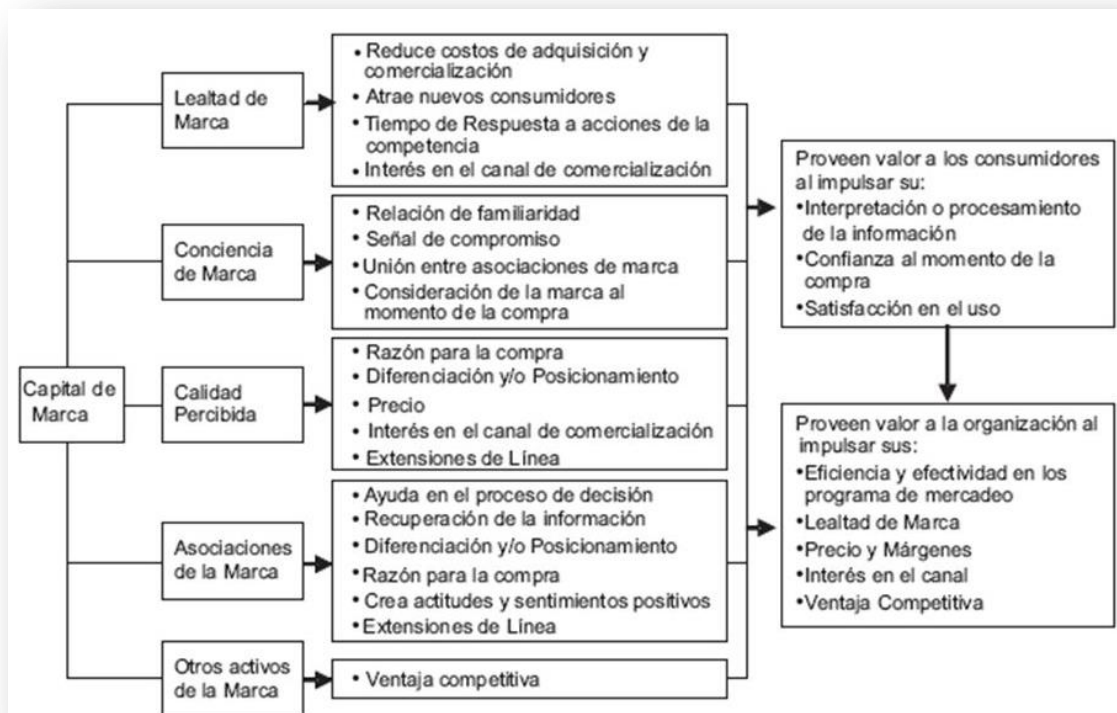 Capital de
Marca
Lealtad de
Marca
• Reduce costos de adquisición y
comercialización
• Atrae nuevos consumidores
• Tiempo de Respuesta a acciones de la
competencia
• Interés en el canal de comercialización
Conciencia
de Marca
• Relación de familiaridad
• Señal de compromiso
• Unión entre asociaciones de marca
• Consideración de la marca al
momento de la compra
Calidad
Percibida
• Razón para la compra
• Diferenciación y/o Posicionamiento
• Precio
• Interés en el canal de comercialización
• Extensiones de Línea
Asociaciones
de la Marca
• Ayuda en el proceso de decisión
• Recuperación de la información
• Diferenciación y/o Posicionamiento
• Razón para la compra
• Crea actitudes y sentimientos positivos
• Extensiones de Línea
Otros activos
de la Marca
• Ventaja competitiva
Proveen valor a los consumidores
al impulsar su:
•Interpretación o procesamiento
de la información
•Confianza al momento de la
compra
•Satisfacción en el uso
Proveen valor a la organización al
impulsar sus:
•Eficiencia y efectividad en los
programa de mercadeo
•Lealtad de Marca
•Precio y Márgenes
•Interés en el canal
•Ventaja Competitiva